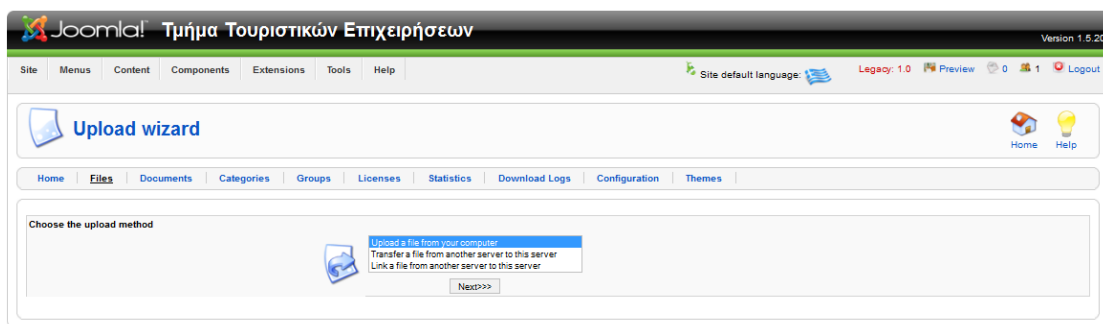 Joomla! Τμήμα Τουριστικών Επιχειρήσεων
Version 1.5.20
Site Menus Content Components Extensions Tools Help Site default language: Legacy: 1.0 Preview 0 1 Logout
Upload wizard
Home Help
Home Files Documents Categories Groups Licenses Statistics Download Logs Configuration Themes
Choose the upload method
Upload a file from your computer
Transfer a file from another server to this server
Link a file from another server to this server
Next>>>